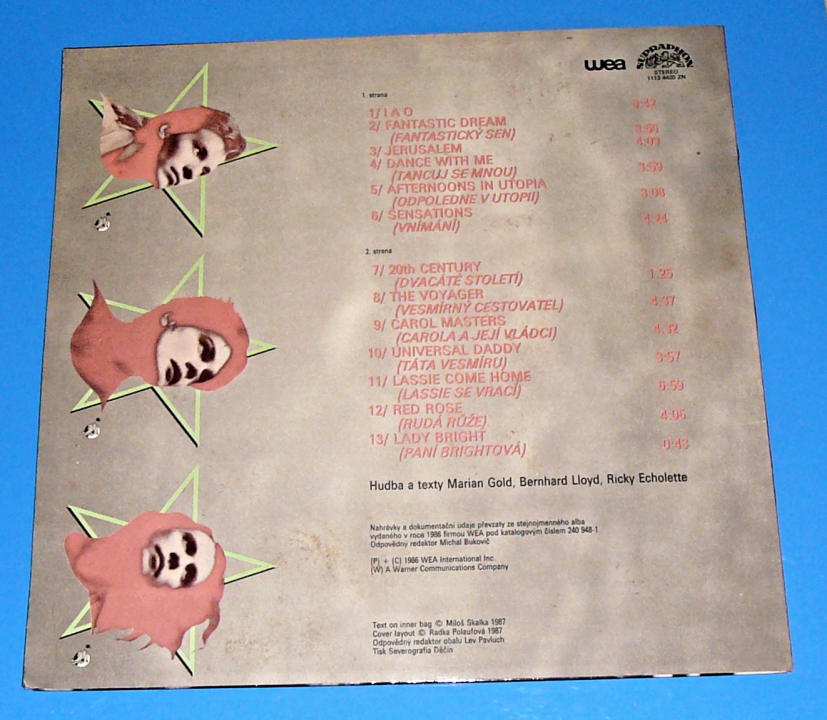 wea
SUPRAPHON
STEREO
1113 4420 ZN
1. strana
1/ I A O 0:42
2/ FANTASTIC DREAM
(FANTASTICKÝ SEN) 3:56
3/ JERUSALEM 4:09
4/ DANCE WITH ME
(TANCUJ SE MNOU) 3:59
5/ AFTERNOONS IN UTOPIA
(ODPOLEDNE V UTOPII) 3:08
6/ SENSATIONS
(VNÍMÁNÍ) 4:24
2. strana
7/ 20th CENTURY
(DVACÁTÉ STOLETÍ) 1:25
8/ THE VOYAGER
(VESMÍRNÝ CESTOVATEL) 4:37
9/ CAROL MASTERS
(CAROLA A JEJÍ VLÁDCI) 4:32
10/ UNIVERSAL DADDY
(TÁTA VESMÍRU) 3:57
11/ LASSIE COME HOME
(LASSIE SE VRACÍ) 6:59
12/ RED ROSE
(RUDÁ RŮŽE) 4:05
13/ LADY BRIGHT
(PANÍ BRIGHTOVÁ) 0:43
Hudba a texty Marian Gold, Bernhard Lloyd, Ricky Echolette
Nahrávky a dokumentační údaje převzaty ze stejnojmenného alba
vydaného v roce 1986 firmou WEA pod katalogovým číslem 240 948-1
Odpovědný redaktor Michal Bukovič
(P) + (C) 1986 WEA International Inc.
(W) A Warner Communications Company
Text on inner bag © Miloš Skalka 1987
Cover layout © Radka Polaufová 1987
Odpovědný redaktor obalu Lev Pavluch
Tisk Severografia Děčín